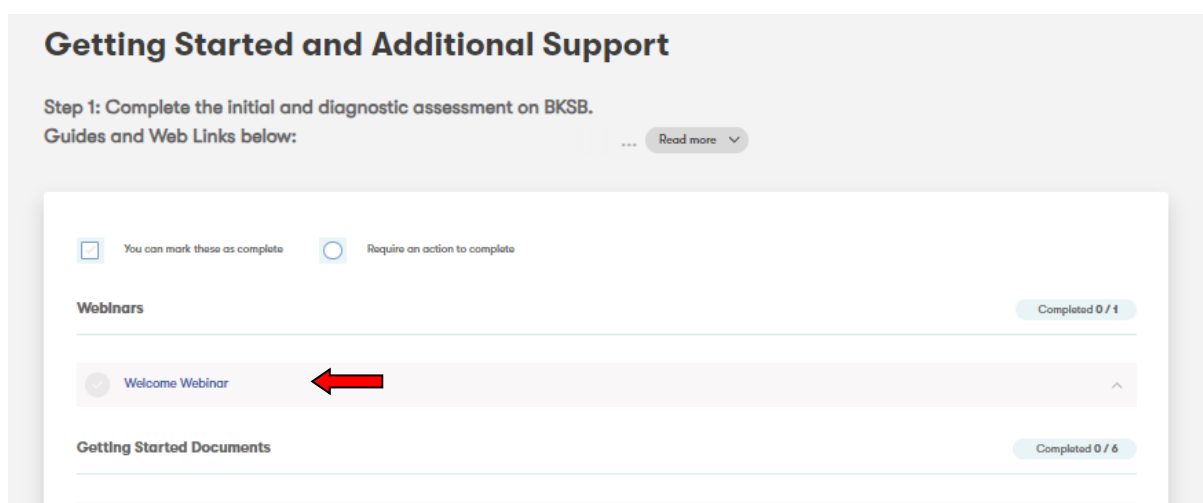 Getting Started and Additional Support
Step 1: Complete the initial and diagnostic assessment on BKSB.
Guides and Web Links below:
... Read more
You can mark these as complete Require an action to complete
Webinars Completed 0 / 1
Welcome Webinar
Getting Started Documents Completed 0 / 6